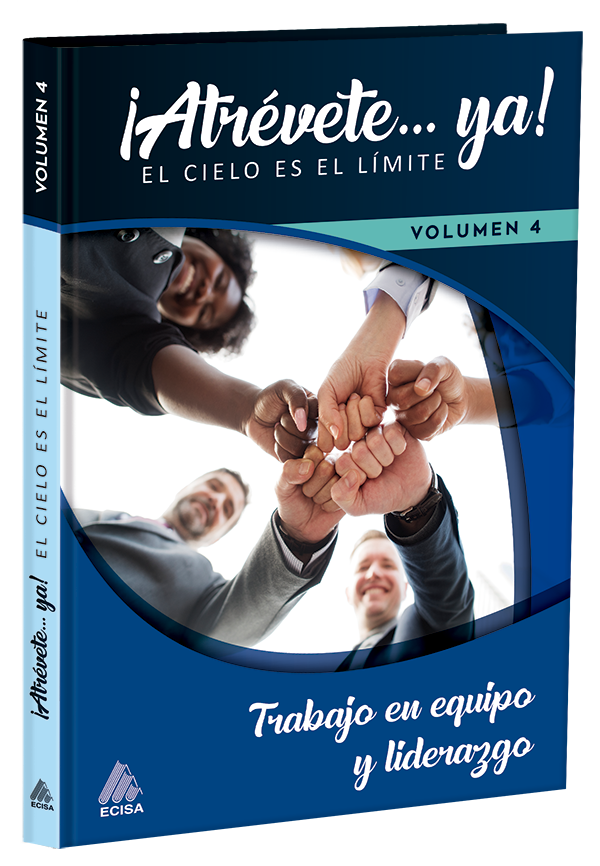 ¡Atrévete... ya!
EL CIELO ES EL LÍMITE
VOLUMEN 4
Trabajo en equipo
y liderazgo
ECISA
VOLUMEN 4
¡Atrévete... ya! EL CIELO ES EL LÍMITE
ECISA